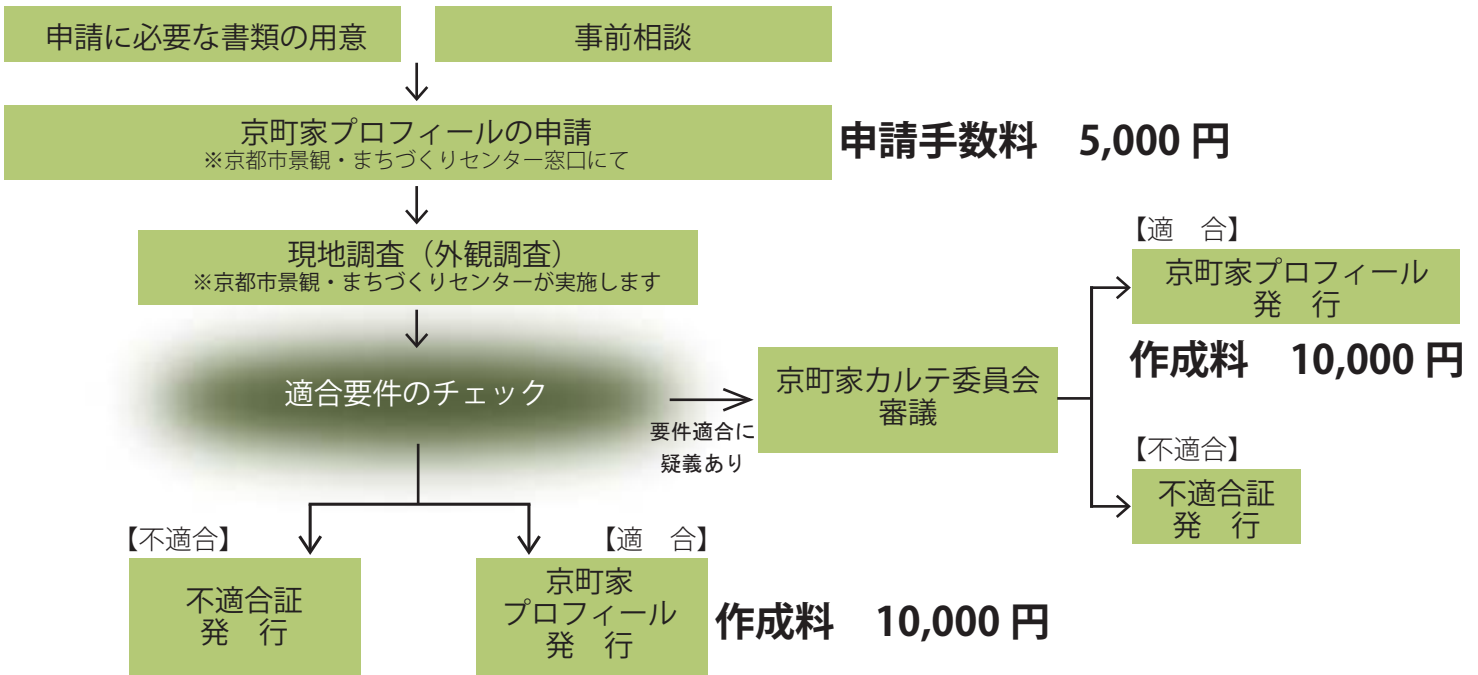 申請に必要な書類の用意
事前相談
京町家プロフィールの申請
※京都市景観・まちづくりセンター窓口にて
申請手数料　5,000 円
現地調査（外観調査）
※京都市景観・まちづくりセンターが実施します
適合要件のチェック
要件適合に
疑義あり
京町家カルテ委員会
審議
【適　合】
京町家プロフィール
発　行
作成料　10,000 円
【不適合】
不適合証
発　行
【不適合】
不適合証
発　行
【適　合】
京町家
プロフィール
発　行
作成料　10,000 円